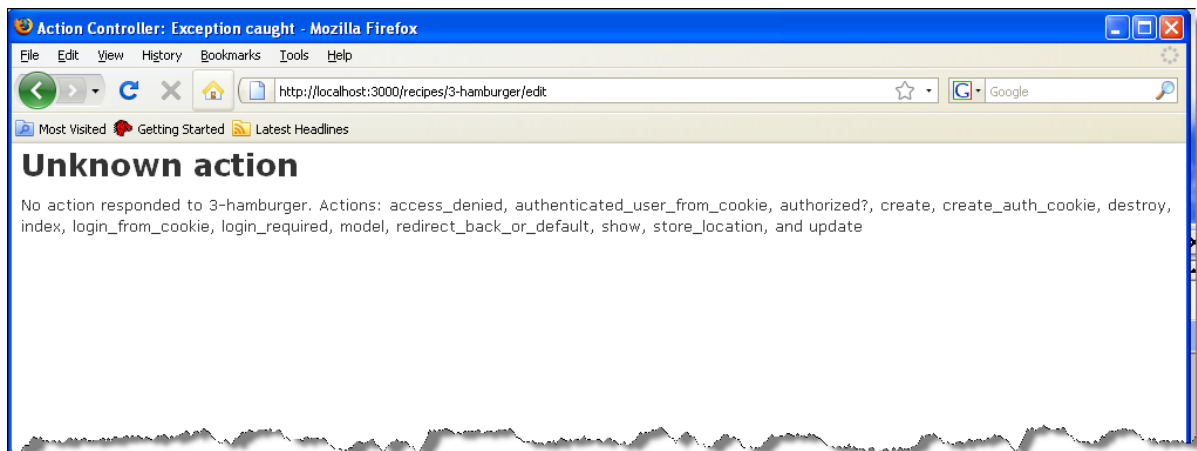 Action Controller: Exception caught - Mozilla Firefox
File Edit View History Bookmarks Tools Help
http://localhost:3000/recipes/3-hamburger/edit G Google
Most Visited Getting Started Latest Headlines
Unknown action
No action responded to 3-hamburger. Actions: access_denied, authenticated_user_from_cookie, authorized?, create, create_auth_cookie, destroy,
index, login_from_cookie, login_required, model, redirect_back_or_default, show, store_location, and update